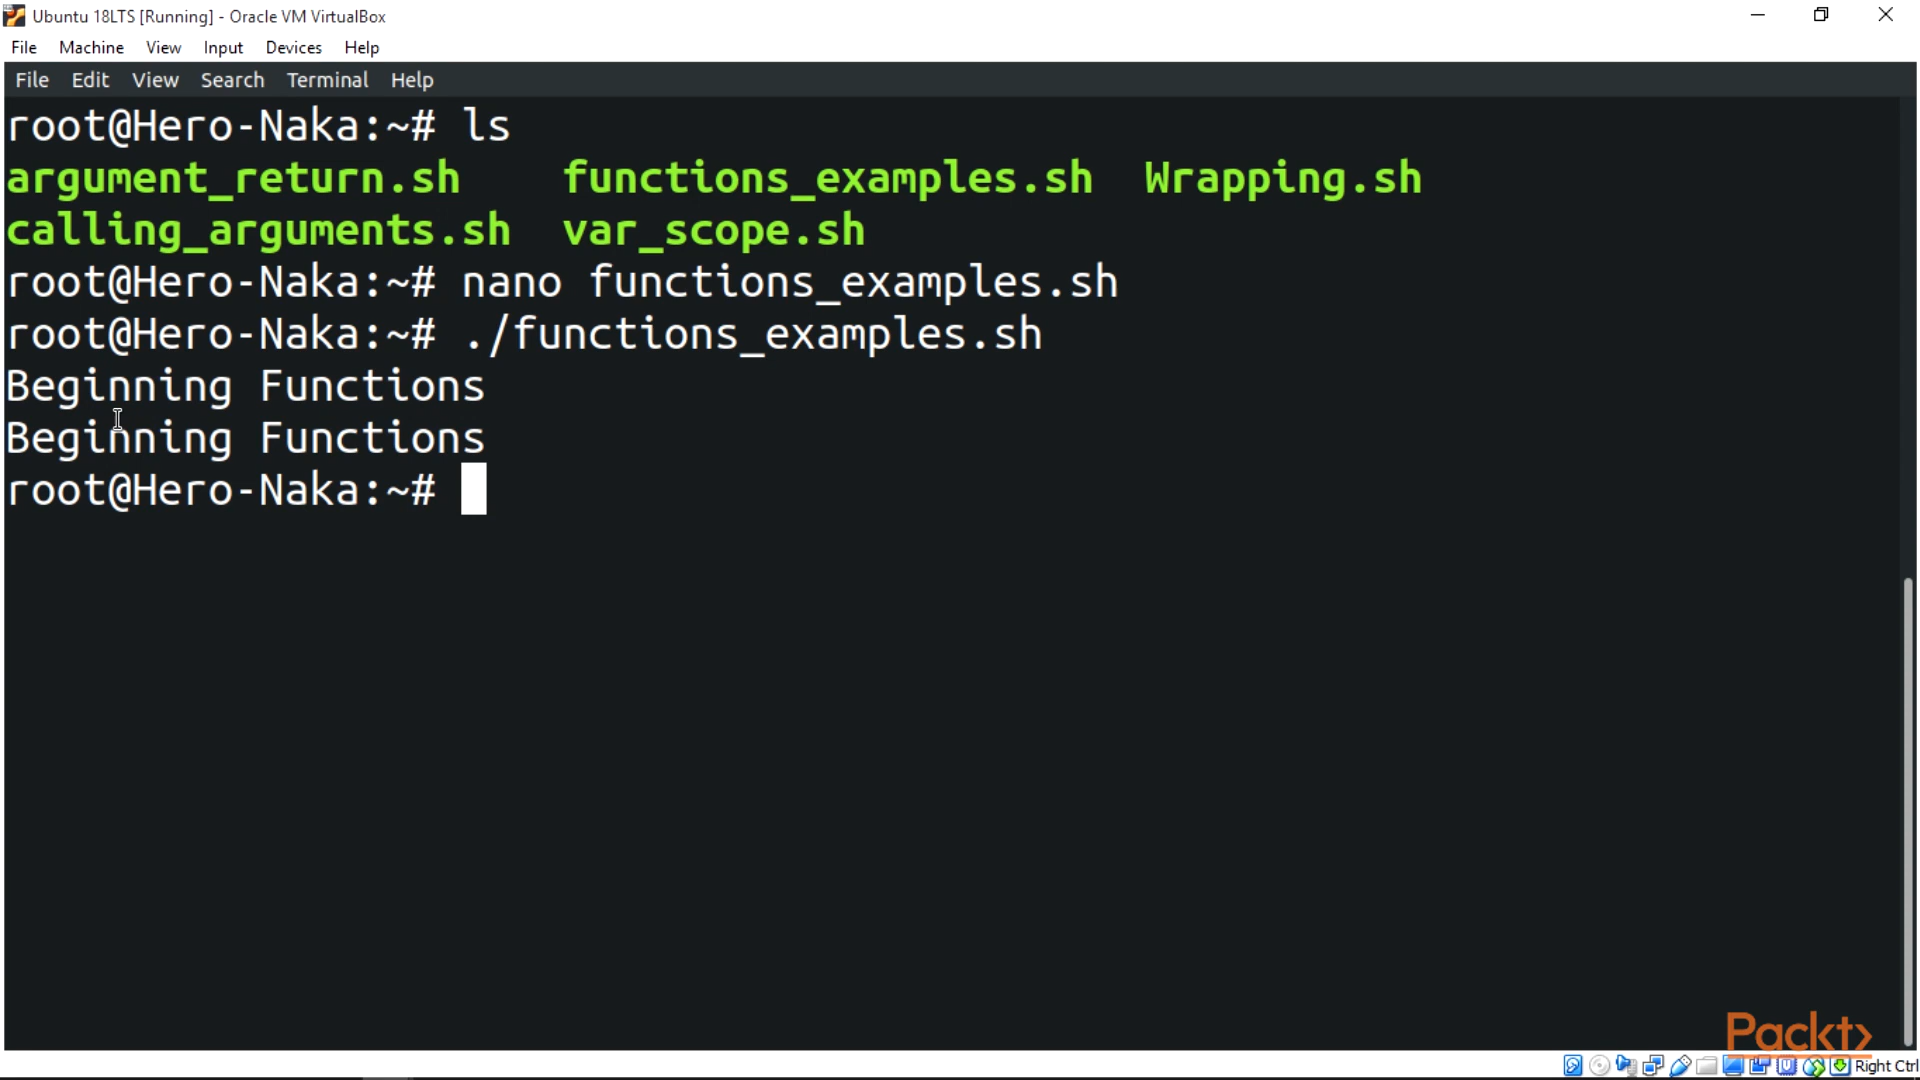 Ubuntu 18LTS [Running] - Oracle VM VirtualBox
File Machine View Input Devices Help
File Edit View Search Terminal Help
root@Hero-Naka:~# ls
argument_return.sh functions_examples.sh Wrapping.sh
calling_arguments.sh var_scope.sh
root@Hero-Naka:~# nano functions_examples.sh
root@Hero-Naka:~# ./functions_examples.sh
Beginning Functions
Beginning Functions
root@Hero-Naka:~#
Packt>
Right Ctrl